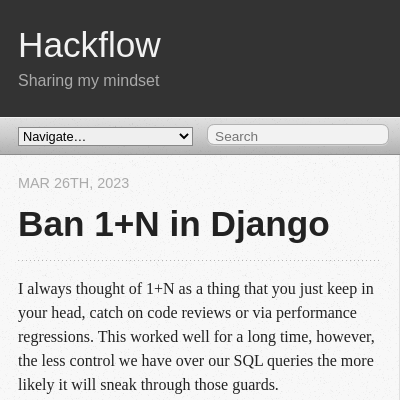 Hackflow
Sharing my mindset
Navigate…
Search
MAR 26TH, 2023
Ban 1+N in Django
I always thought of 1+N as a thing that you just keep in
your head, catch on code reviews or via performance
regressions. This worked well for a long time, however,
the less control we have over our SQL queries the more
likely it will sneak through those guards.